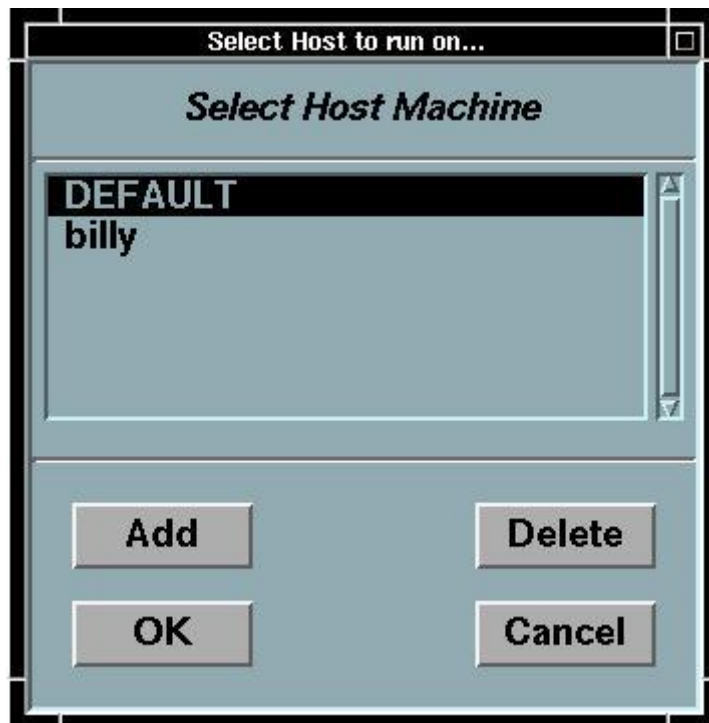 Select Host to run on...
Select Host Machine
DEFAULT
billy
Add
Delete
OK
Cancel